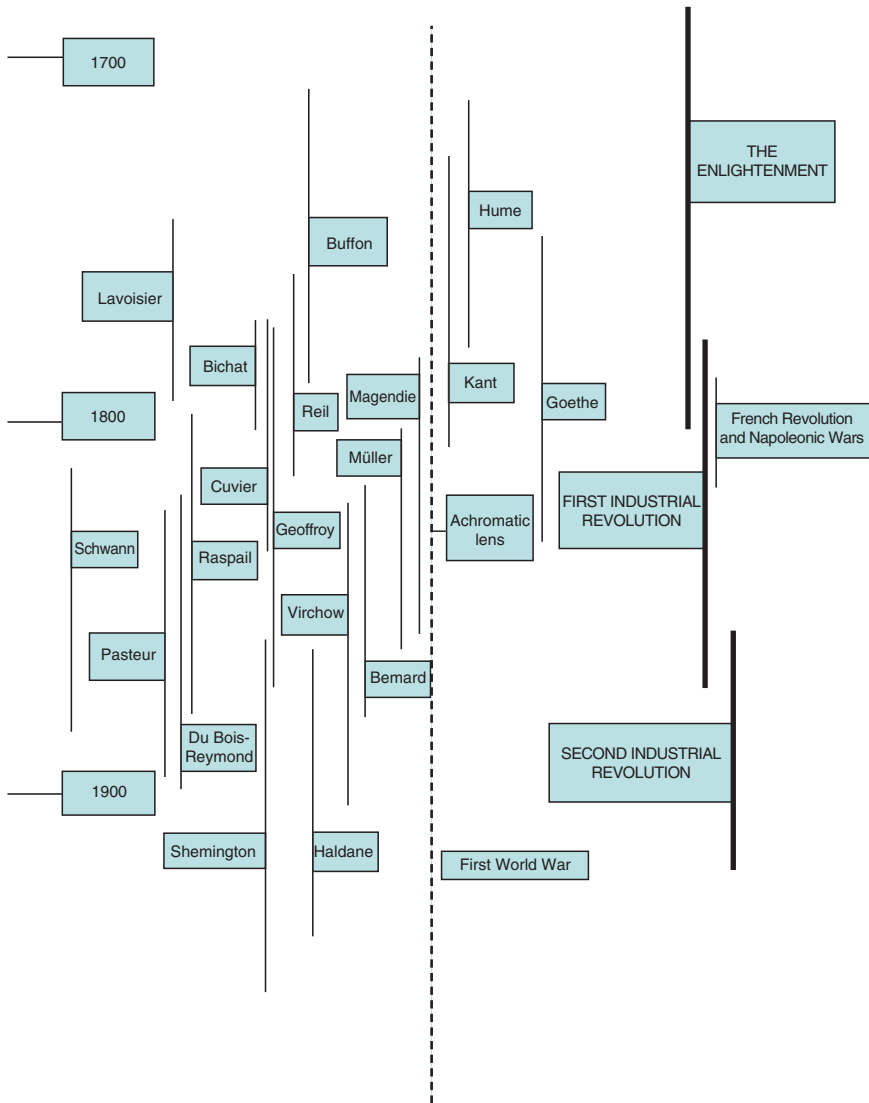 1700
THE
ENLIGHTENMENT
Hume
Buffon
Lavoisier
Bichat
Kant
Magendie
Goethe
Reil
1800
French Revolution
and Napoleonic Wars
Müller
Cuvier
FIRST INDUSTRIAL
REVOLUTION
Achromatic
lens
Geoffroy
Schwann
Raspail
Virchow
Pasteur
Bemard
Du Bois-
Reymond
SECOND INDUSTRIAL
REVOLUTION
1900
Shemington
Haldane
First World War